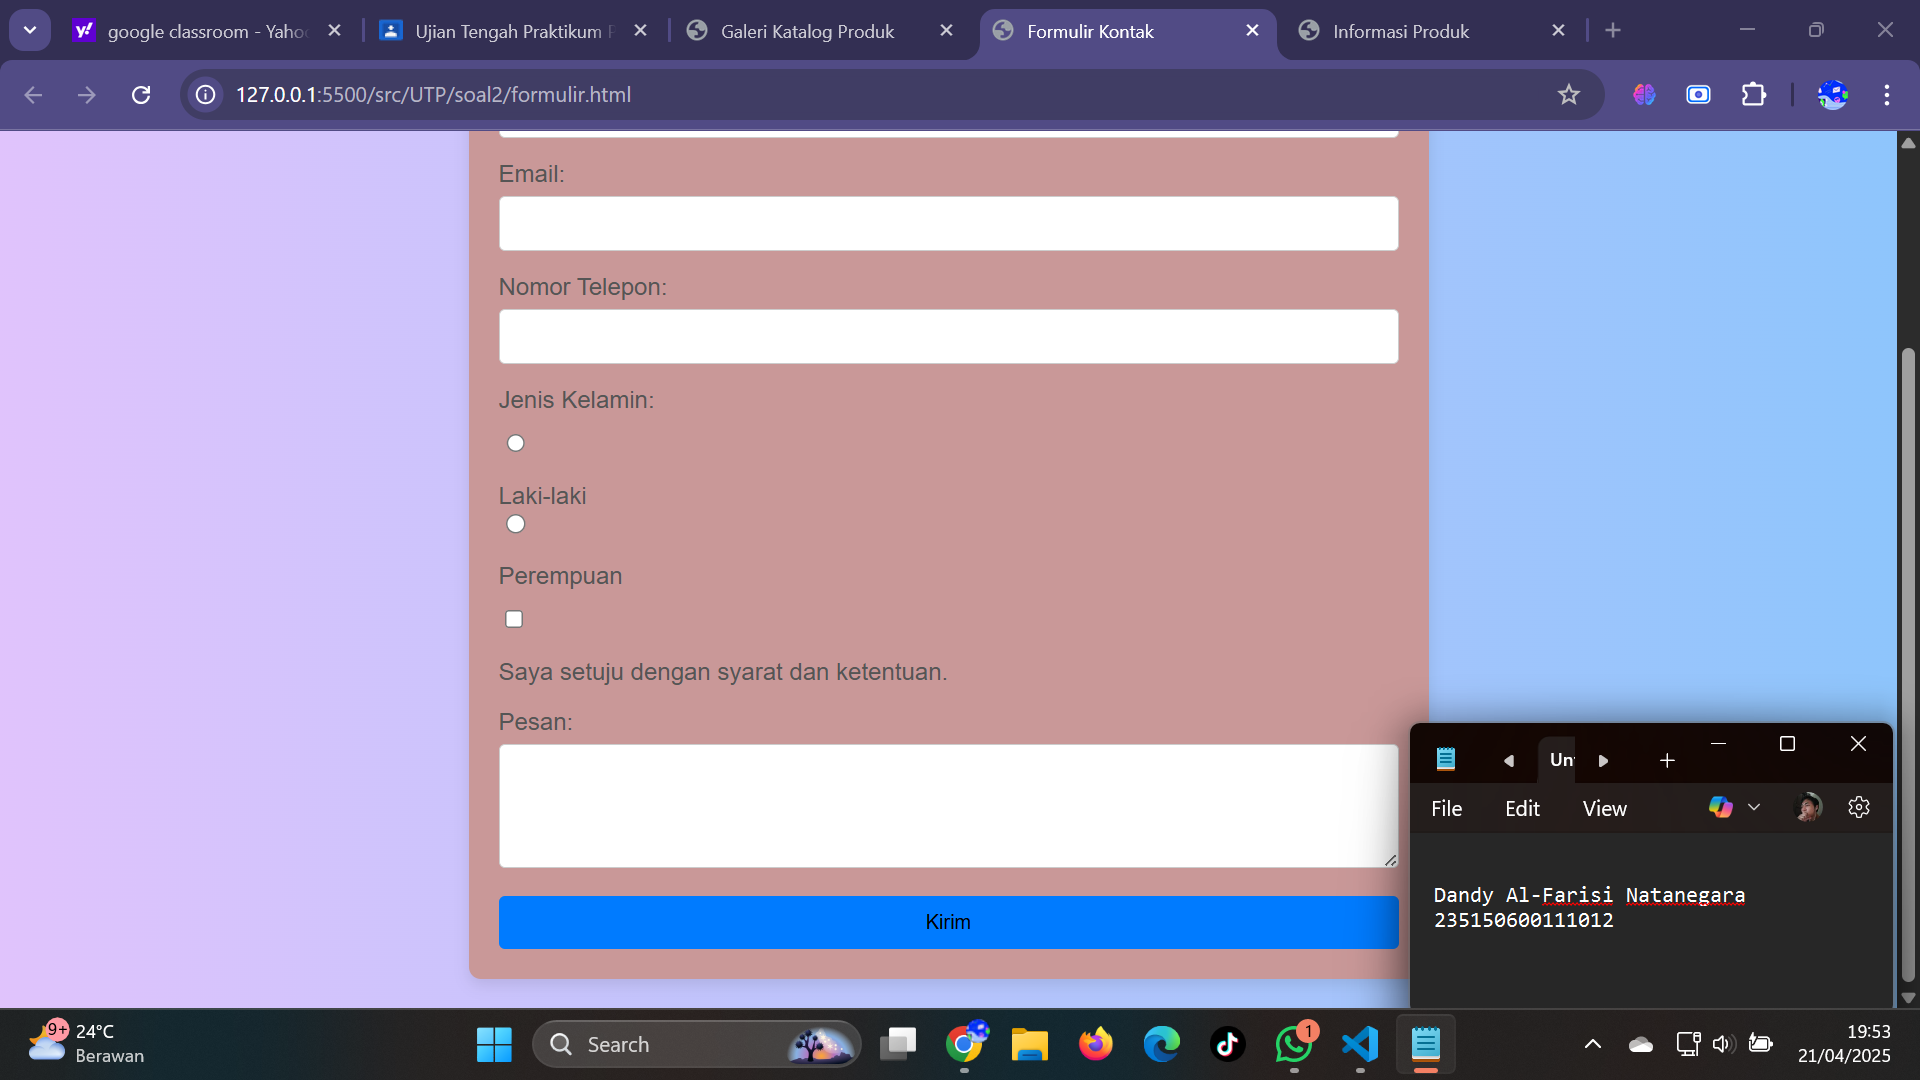 google classroom - Yaho
Ujian Tengah Praktikum P
Galeri Katalog Produk
Formulir Kontak
Informasi Produk
127.0.0.1:5500/src/UTP/soal2/formulir.html
Email:
Nomor Telepon:
Jenis Kelamin:
Laki-laki
Perempuan
Saya setuju dengan syarat dan ketentuan.
Pesan:
Kirim
Unt
File Edit View
Dandy Al-Farisi Natanegara
235150600111012
9+
24°C
Berawan
Search
1
19:53
21/04/2025